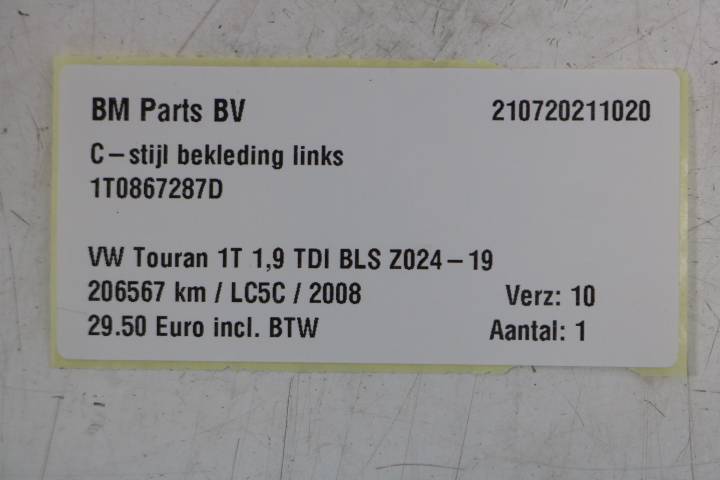 BM Parts BV 210720211020
C-stijl bekleding links
1T0867287D
VW Touran 1T 1,9 TDI BLS Z024-19
206567 km / LC5C / 2008 Verz: 10
29.50 Euro incl. BTW Aantal: 1